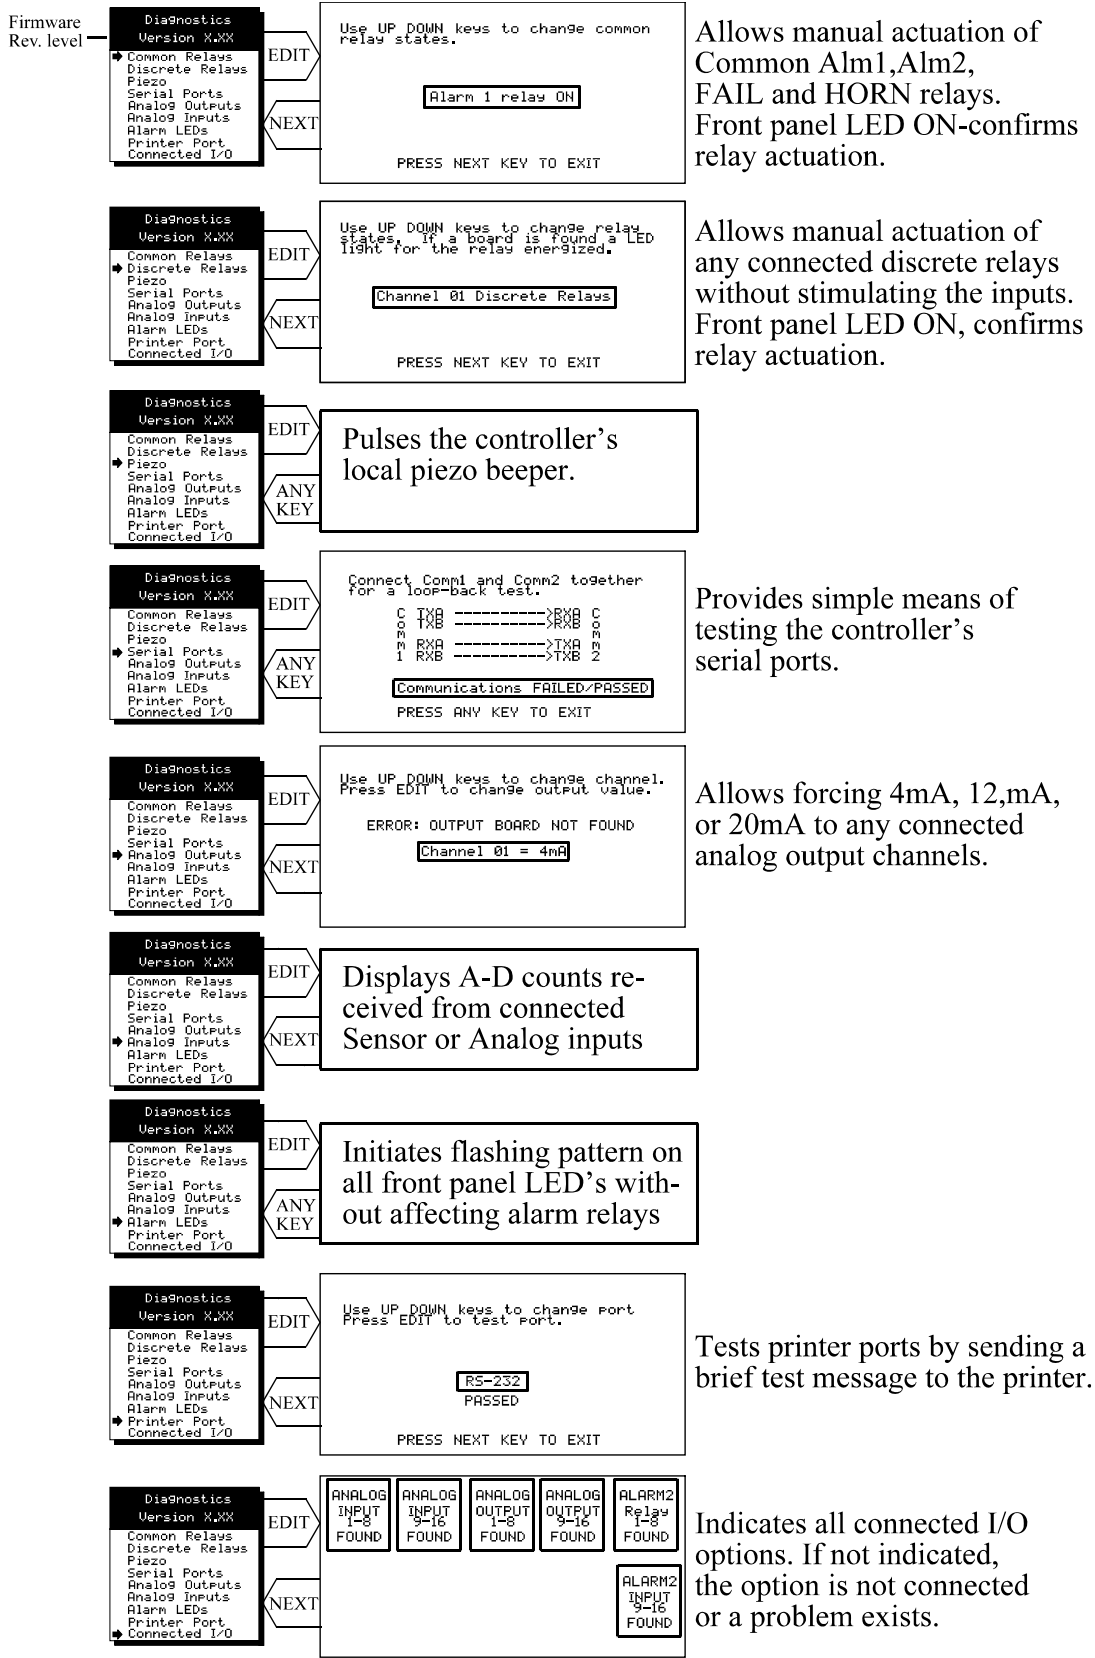 Firmware
Rev. level
Diagnostics
Version X.XX
Common Relays
Discrete Relays
Piezo
Serial Ports
Analog Outputs
Analog Inputs
Alarm LEDs
Printer Port
Connected I/O
EDIT
NEXT
Use UP DOWN keys to change common
relay states.
Alarm 1 relay ON
PRESS NEXT KEY TO EXIT
Allows manual actuation of
Common Alm1,Alm2,
FAIL and HORN relays.
Front panel LED ON-confirms
relay actuation.
Diagnostics
Version X.XX
Common Relays
Discrete Relays
Piezo
Serial Ports
Analog Outputs
Analog Inputs
Alarm LEDs
Printer Port
Connected I/O
EDIT
NEXT
Use UP DOWN keys to change relay
states. If a board is found a LED
light for the relay energized.
Channel 01 Discrete Relays
PRESS NEXT KEY TO EXIT
Allows manual actuation of
any connected discrete relays
without stimulating the inputs.
Front panel LED ON, confirms
relay actuation.
Diagnostics
Version X.XX
Common Relays
Discrete Relays
Piezo
Serial Ports
Analog Outputs
Analog Inputs
Alarm LEDs
Printer Port
Connected I/O
EDIT
ANY
KEY
Pulses the controller's
local piezo beeper.
Diagnostics
Version X.XX
Common Relays
Discrete Relays
Piezo
Serial Ports
Analog Outputs
Analog Inputs
Alarm LEDs
Printer Port
Connected I/O
EDIT
ANY
KEY
Connect Comm1 and Comm2 together
for a loop-back test.
C TXA ---------->RXA C
o TXB ---------->RXB o
m m
m RXA ---------->TXA m
1 RXB ---------->TXB 2
Communications FAILED/PASSED
PRESS ANY KEY TO EXIT
Provides simple means of
testing the controller's
serial ports.
Diagnostics
Version X.XX
Common Relays
Discrete Relays
Piezo
Serial Ports
Analog Outputs
Analog Inputs
Alarm LEDs
Printer Port
Connected I/O
EDIT
NEXT
Use UP DOWN keys to change channel.
Press EDIT to change output value.
ERROR: OUTPUT BOARD NOT FOUND
Channel 01 = 4mA
Allows forcing 4mA, 12,mA,
or 20mA to any connected
analog output channels.
Diagnostics
Version X.XX
Common Relays
Discrete Relays
Piezo
Serial Ports
Analog Outputs
Analog Inputs
Alarm LEDs
Printer Port
Connected I/O
EDIT
NEXT
Displays A-D counts re-
ceived from connected
Sensor or Analog inputs
Diagnostics
Version X.XX
Common Relays
Discrete Relays
Piezo
Serial Ports
Analog Outputs
Analog Inputs
Alarm LEDs
Printer Port
Connected I/O
EDIT
ANY
KEY
Initiates flashing pattern on
all front panel LED's with-
out affecting alarm relays
Diagnostics
Version X.XX
Common Relays
Discrete Relays
Piezo
Serial Ports
Analog Outputs
Analog Inputs
Alarm LEDs
Printer Port
Connected I/O
EDIT
NEXT
Use UP DOWN keys to change port
Press EDIT to test port.
RS-232
PASSED
PRESS NEXT KEY TO EXIT
Tests printer ports by sending a
brief test message to the printer.
Diagnostics
Version X.XX
Common Relays
Discrete Relays
Piezo
Serial Ports
Analog Outputs
Analog Inputs
Alarm LEDs
Printer Port
Connected I/O
EDIT
NEXT
ANALOG
INPUT
1-8
FOUND
ANALOG
INPUT
9-16
FOUND
ANALOG
OUTPUT
1-8
FOUND
ANALOG
OUTPUT
9-16
FOUND
ALARM2
Relay
1-8
FOUND
ALARM2
INPUT
9-16
FOUND
Indicates all connected I/O
options. If not indicated,
the option is not connected
or a problem exists.